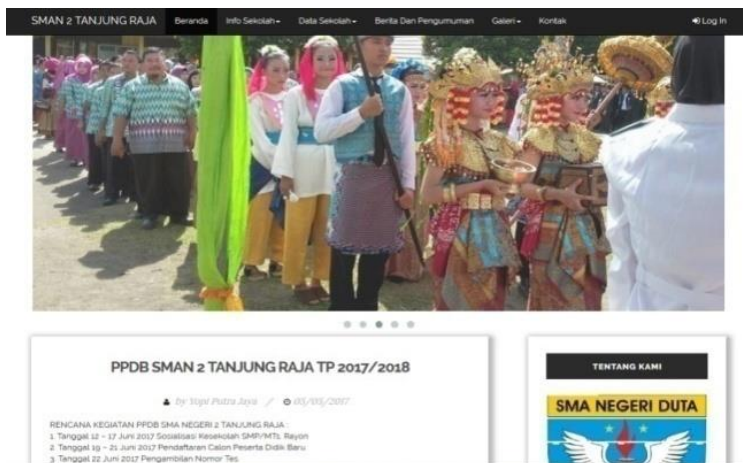 SMAN 2 TANJUNG RAJA Beranda Info Sekolah Data Sekolah Berita Dan Pengumuman Galeri Kontak Log In
PPDB SMAN 2 TANJUNG RAJA TP 2017/2018
by Yopi Putra Jaya / 03/03/2017
RENCANA KEGIATAN PPDB SMA NEGERI 2 TANJUNG RAJA :
1. Tanggal 12 - 17 Juni 2017 Sosialisasi Kesekolah SMP/MTs. Rayon
2. Tanggal 19 - 21 Juni 2017 Pendaftaran Calon Peserta Didik Baru
3. Tanggal 22 Juni 2017 Pengambilan Nomor Tes
TENTANG KAMI
SMA NEGERI DUTA